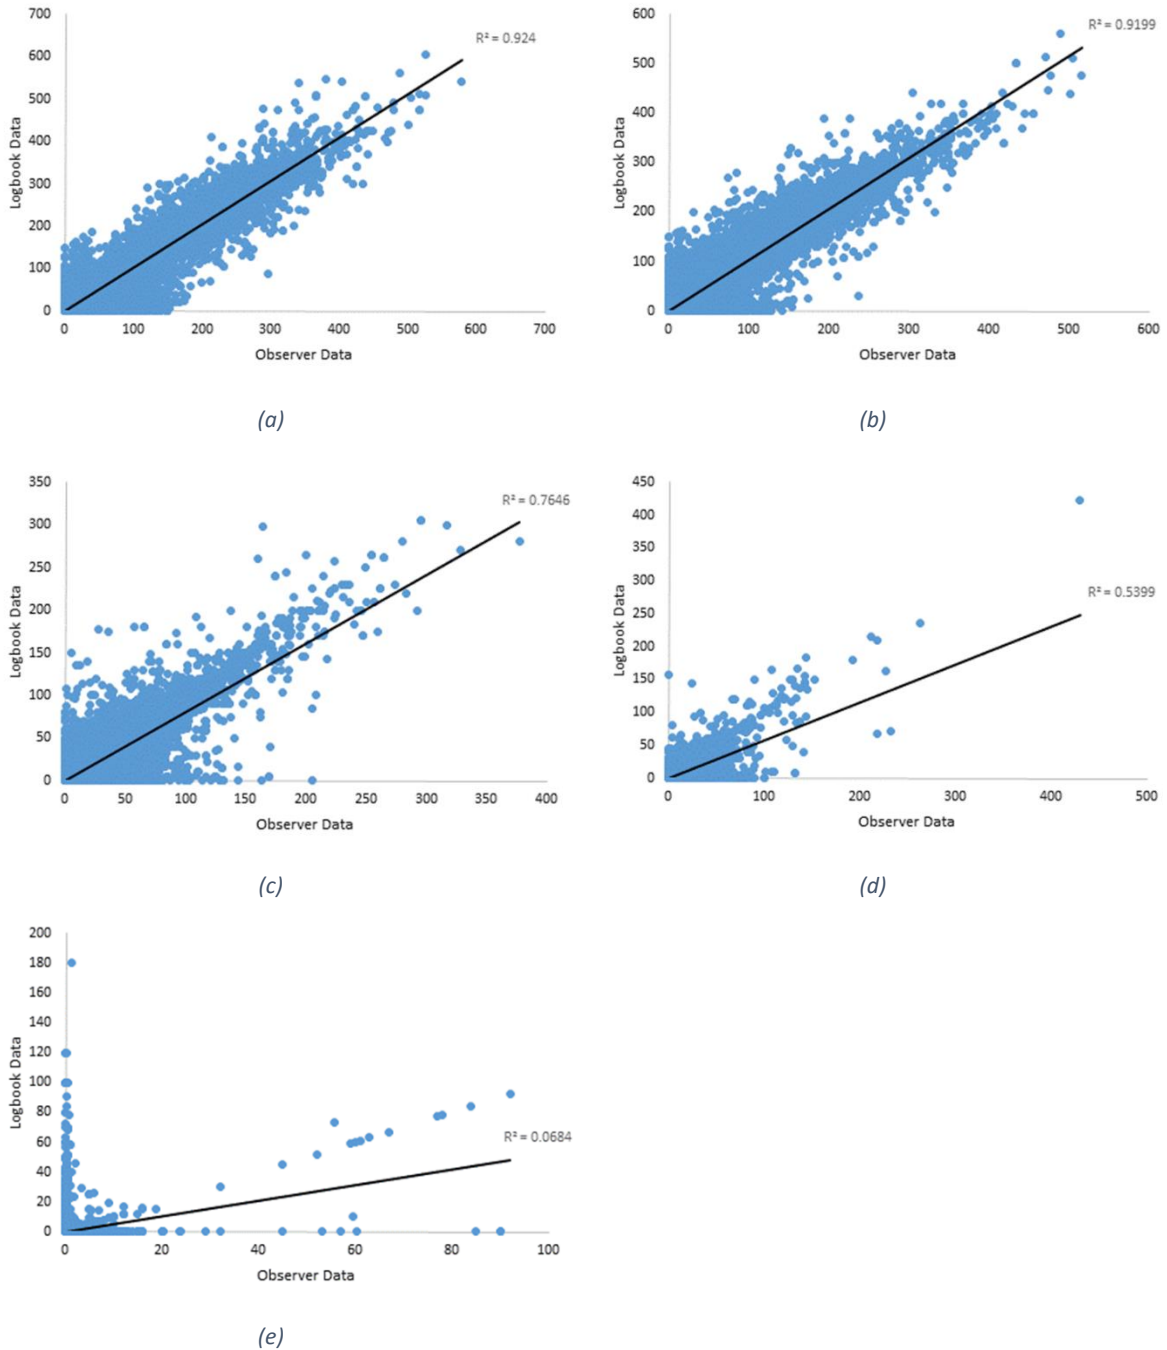 700
600
500
400
300
200
100
0
Logbook Data
R² = 0.924
0 100 200 300 400 500 600 700
Observer Data
(a)
600
500
400
300
200
100
0
Logbook Data
R² = 0.9199
0 100 200 300 400 500 600
Observer Data
(b)
350
300
250
200
150
100
50
0
Logbook Data
R² = 0.7646
0 50 100 150 200 250 300 350 400
Observer Data
(c)
450
400
350
300
250
200
150
100
50
0
Logbook Data
R² = 0.5399
0 100 200 300 400 500
Observer Data
(d)
200
180
160
140
120
100
80
60
40
20
0
Logbook Data
R² = 0.0684
0 20 40 60 80 100
Observer Data
(e)